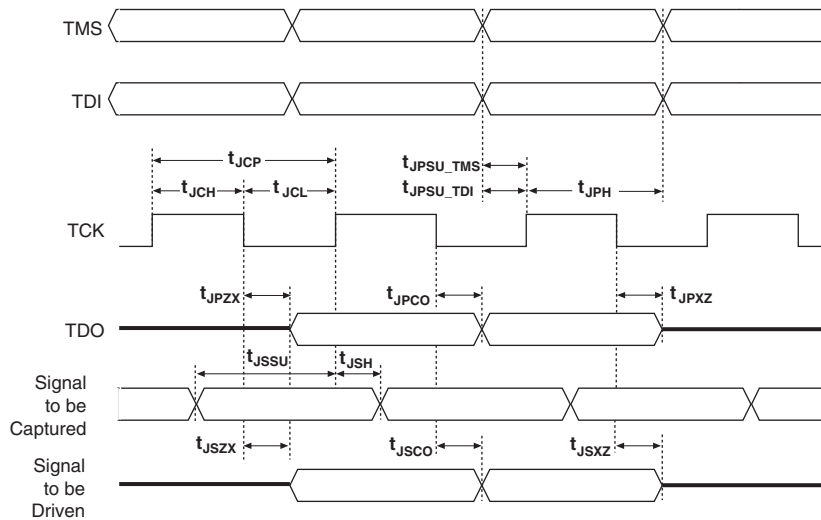 TMS
TDI
tJCP
tJCH
tJCL
tJPSU_TMS
tJPSU_TDI
tJPH
TCK
tJPZX
tJPCO
tJPXZ
TDO
tJSSU
tJSH
Signal
to be
Captured
tJSZX
tJSCO
tJSXZ
Signal
to be
Driven